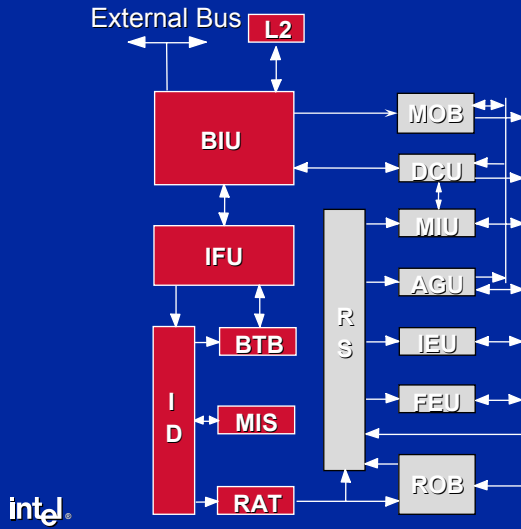 External Bus
L2
BIU
MOB
DCU
MIU
IFU
AGU
R
S
BTB
IEU
I
D
MIS
FEU
RAT
ROB
intel®